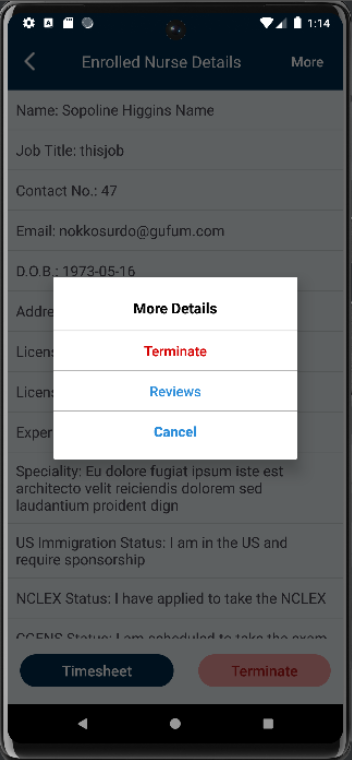 1:14
Enrolled Nurse Details
More
Name: Sopoline Higgins Name
Job Title: thisjob
Contact No.: 47
Email: nokkosurdo@gufum.com
D.O.B.: 1973-05-16
Addre
More Details
Licens
Terminate
Licens
Reviews
Exper
Cancel
Speciality: Eu dolore fugiat ipsum iste est
architecto velit reiciendis dolorem sed
laudantium proident dign
US Immigration Status: I am in the US and
require sponsorship
NCLEX Status: I have applied to take the NCLEX
CGFNS Status: I am scheduled to take the exam
Timesheet
Terminate